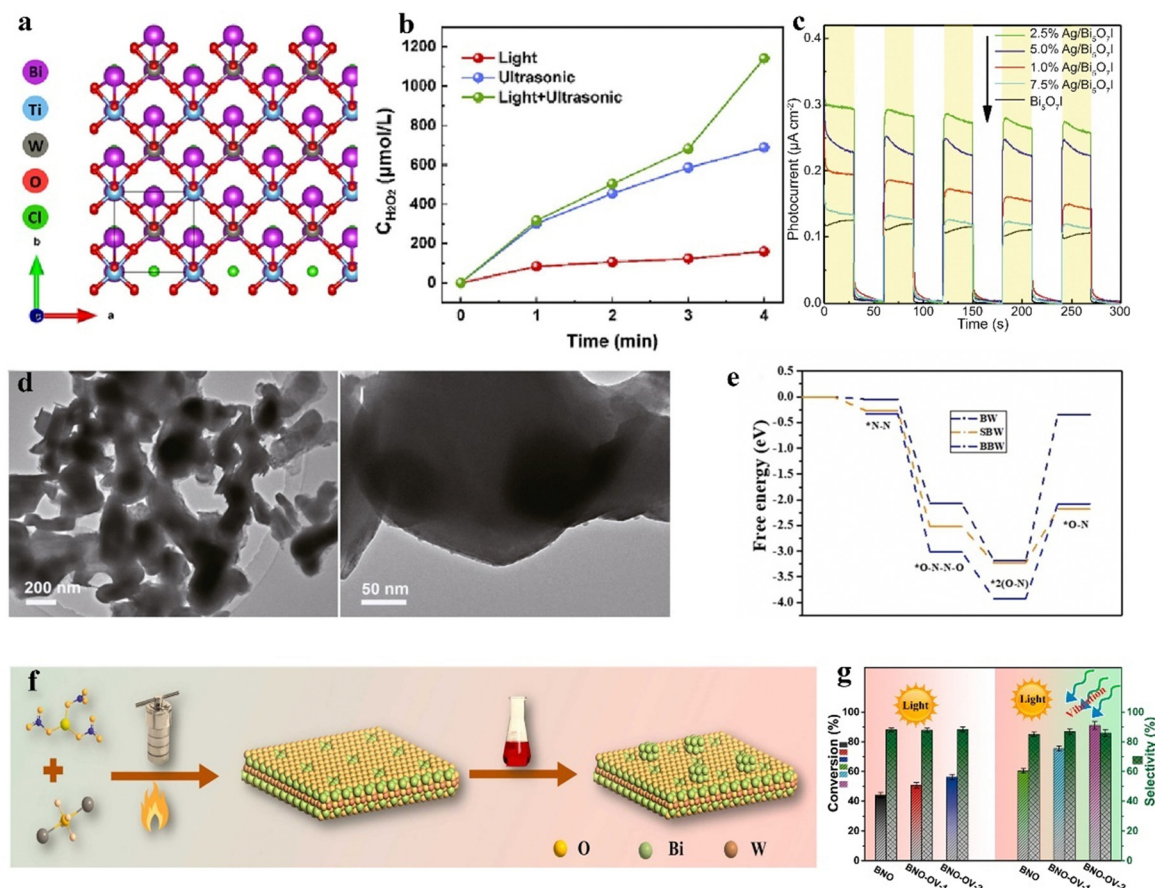 a
Bi
Ti
W
O
Cl
b
a
b
C H2O2 (μmol/L)
1200
1000
800
600
400
200
0
Light
Ultrasonic
Light+Ultrasonic
0 1 2 3 4
Time (min)
c
Photocurrent (μA cm-2)
0.4
0.3
0.2
0.1
0.0
2.5% Ag/Bi5O7I
5.0% Ag/Bi5O7I
1.0% Ag/Bi5O7I
7.5% Ag/Bi5O7I
Bi5O7I
0 50 100 150 200 250 300
Time (s)
d
200 nm
50 nm
e
Free energy (eV)
0.5
0.0
-0.5
-1.0
-1.5
-2.0
-2.5
-3.0
-3.5
-4.0
BW
SBW
BBW
*N-N
*O-N-N-O
*2(O-N)
*O-N
f
O Bi W
g
Light
Light
Vibration
Conversion (%)
100
80
60
40
20
0
Selectivity (%)
100
80
60
40
20
0
BNO BNO-OV-1 BNO-OV-2 BNO BNO-OV-1 BNO-OV-2